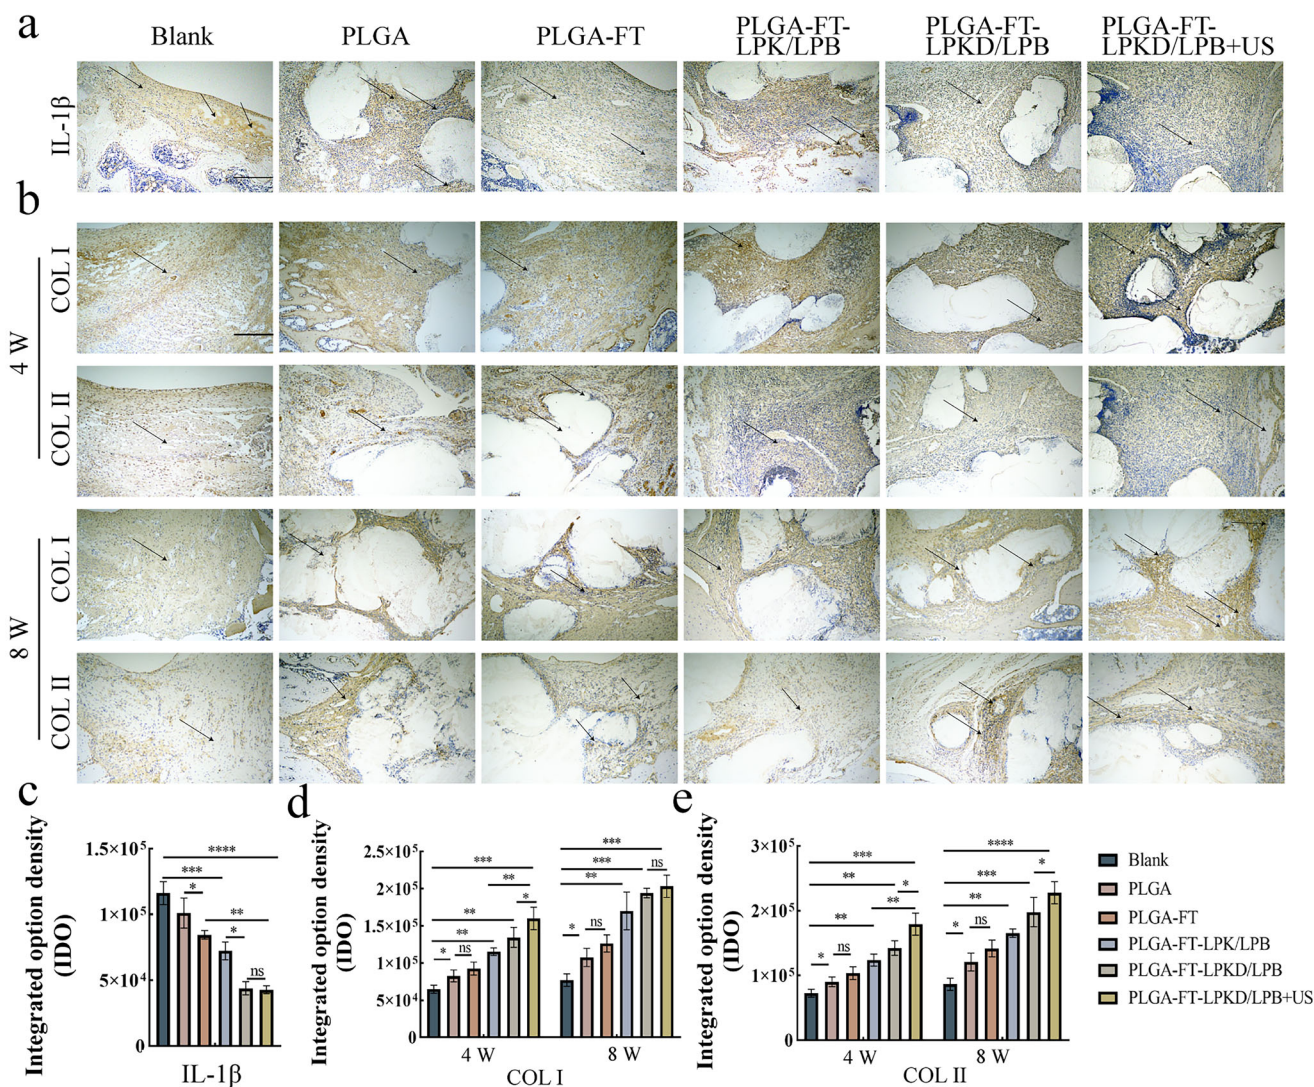 a
Blank
PLGA
PLGA-FT
PLGA-FT-
LPK/LPB
PLGA-FT-
LPKD/LPB
PLGA-FT-
LPKD/LPB+US
IL-1β
b
4 W
COL I
COL II
8 W
COL I
COL II
c
Integrated option density
(IDO)
1.5×10⁵
1×10⁵
5×10⁴
0
****
***
*
**
*
ns
IL-1β
d
Integrated option density
(IDO)
2.5×10⁵
2×10⁵
1.5×10⁵
1×10⁵
5×10⁴
0
***
**
*
**
**
*
ns
***
***
ns
**
*
ns
4 W
8 W
COL I
e
Integrated option density
(IDO)
3×10⁵
2×10⁵
1×10⁵
0
***
**
*
**
**
*
ns
****
*
***
**
*
ns
4 W
8 W
COL II
Blank
PLGA
PLGA-FT
PLGA-FT-LPK/LPB
PLGA-FT-LPKD/LPB
PLGA-FT-LPKD/LPB+US